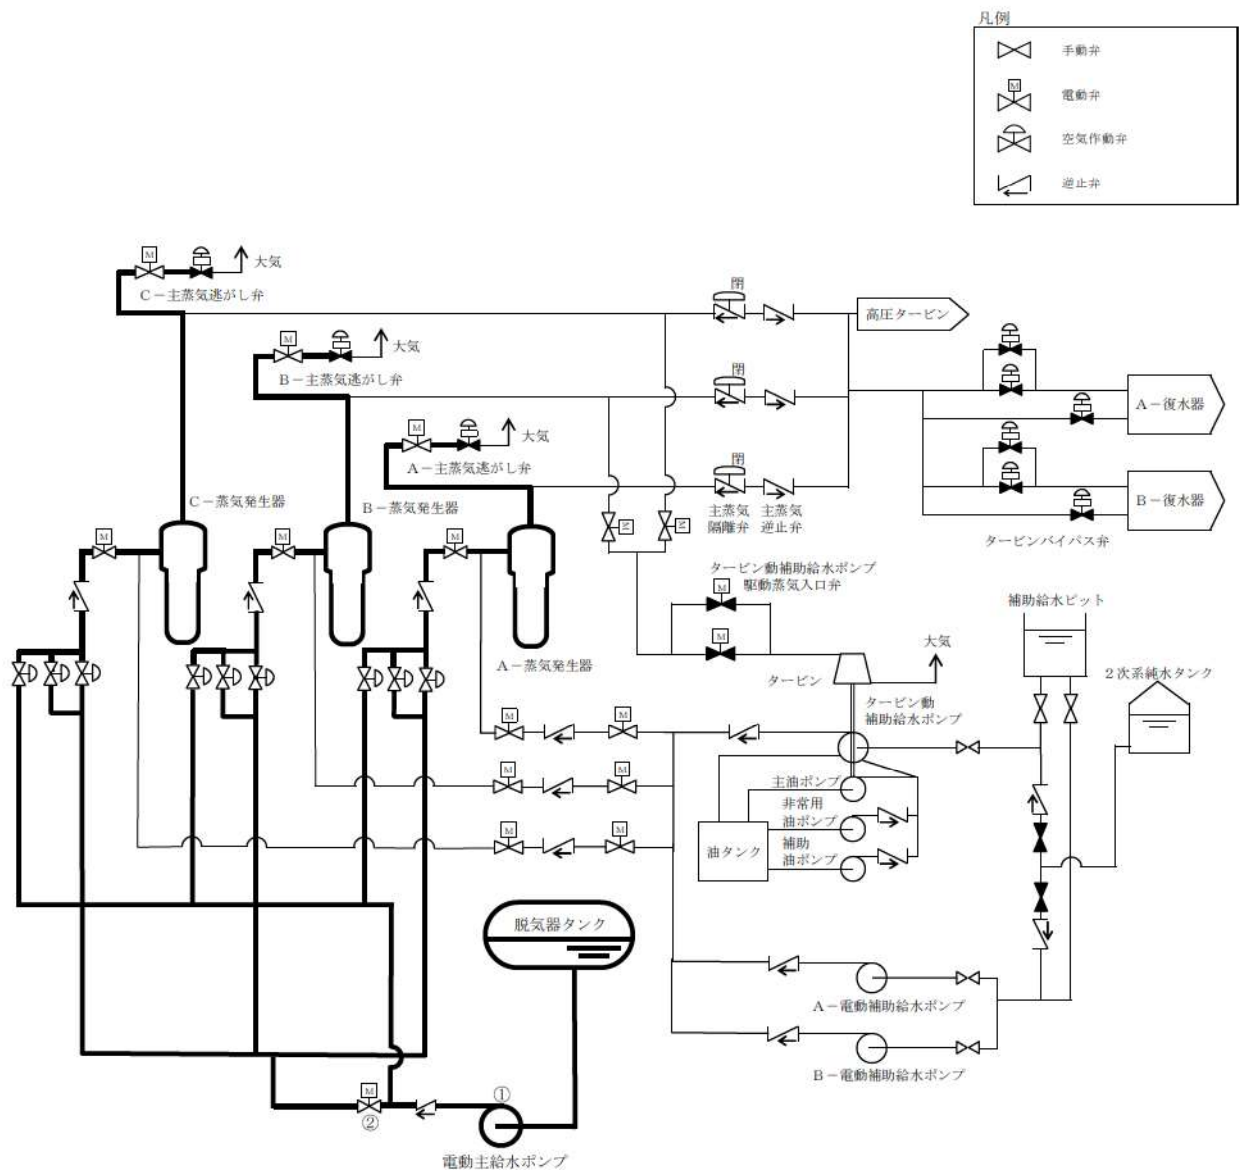 凡例
手動弁
M
電動弁
空気作動弁
逆止弁
M
大気
C－主蒸気逃がし弁
閉
高圧タービン
M
大気
B－主蒸気逃がし弁
閉
A－復水器
M
大気
A－主蒸気逃がし弁
閉
C－蒸気発生器
B－蒸気発生器
主蒸気
隔離弁
主蒸気
逆止弁
B－復水器
タービンバイパス弁
M
M
M
M
M
タービン動補助給水ポンプ
駆動蒸気入口弁
M
M
補助給水ピット
A－蒸気発生器
大気
タービン
2次系純水タンク
タービン動
補助給水ポンプ
M
M
主油ポンプ
非常用
油ポンプ
補助
油ポンプ
油タンク
M
M
M
M
脱気器タンク
A－電動補助給水ポンプ
B－電動補助給水ポンプ
M
①
②
電動主給水ポンプ